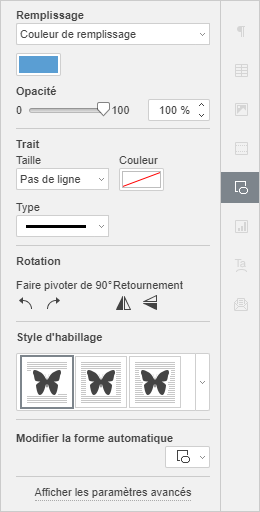 Remplissage
Couleur de remplissage
Opacité
0 100 100 %
Trait
Taille Couleur
Pas de ligne
Type
Rotation
Faire pivoter de 90° Retournement
Style d'habillage
Modifier la forme automatique
Afficher les paramètres avancés